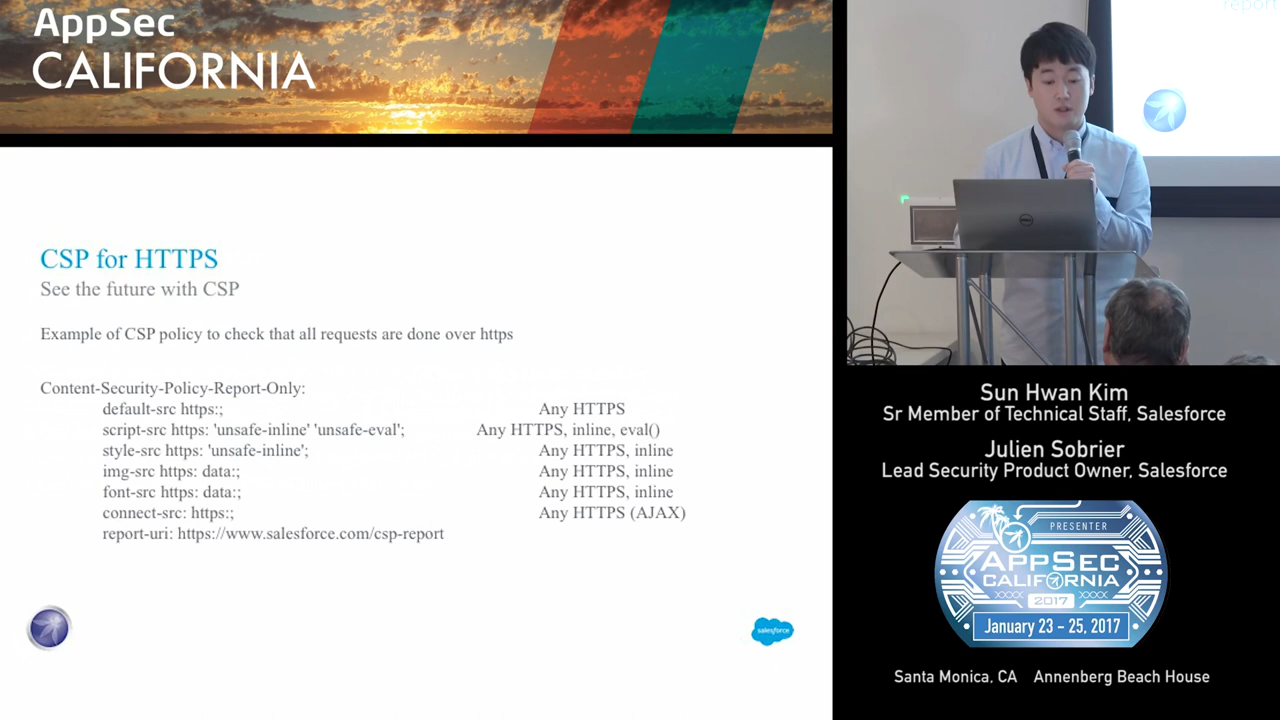 AppSec
CALIFORNIA
report
CSP for HTTPS
See the future with CSP
Example of CSP policy to check that all requests are done over https
Content-Security-Policy-Report-Only:
default-src https:; Any HTTPS
script-src https: 'unsafe-inline' 'unsafe-eval'; Any HTTPS, inline, eval()
style-src https: 'unsafe-inline'; Any HTTPS, inline
img-src https: data:; Any HTTPS, inline
font-src https: data:; Any HTTPS, inline
connect-src: https:; Any HTTPS (AJAX)
report-uri: https://www.salesforce.com/csp-report
salesforce
DELL
Sun Hwan Kim
Sr Member of Technical Staff, Salesforce
Julien Sobrier
Lead Security Product Owner, Salesforce
PRESENTER
APPSEC
CALIFORNIA
2017
January 23 - 25, 2017
Santa Monica, CA Annenberg Beach House